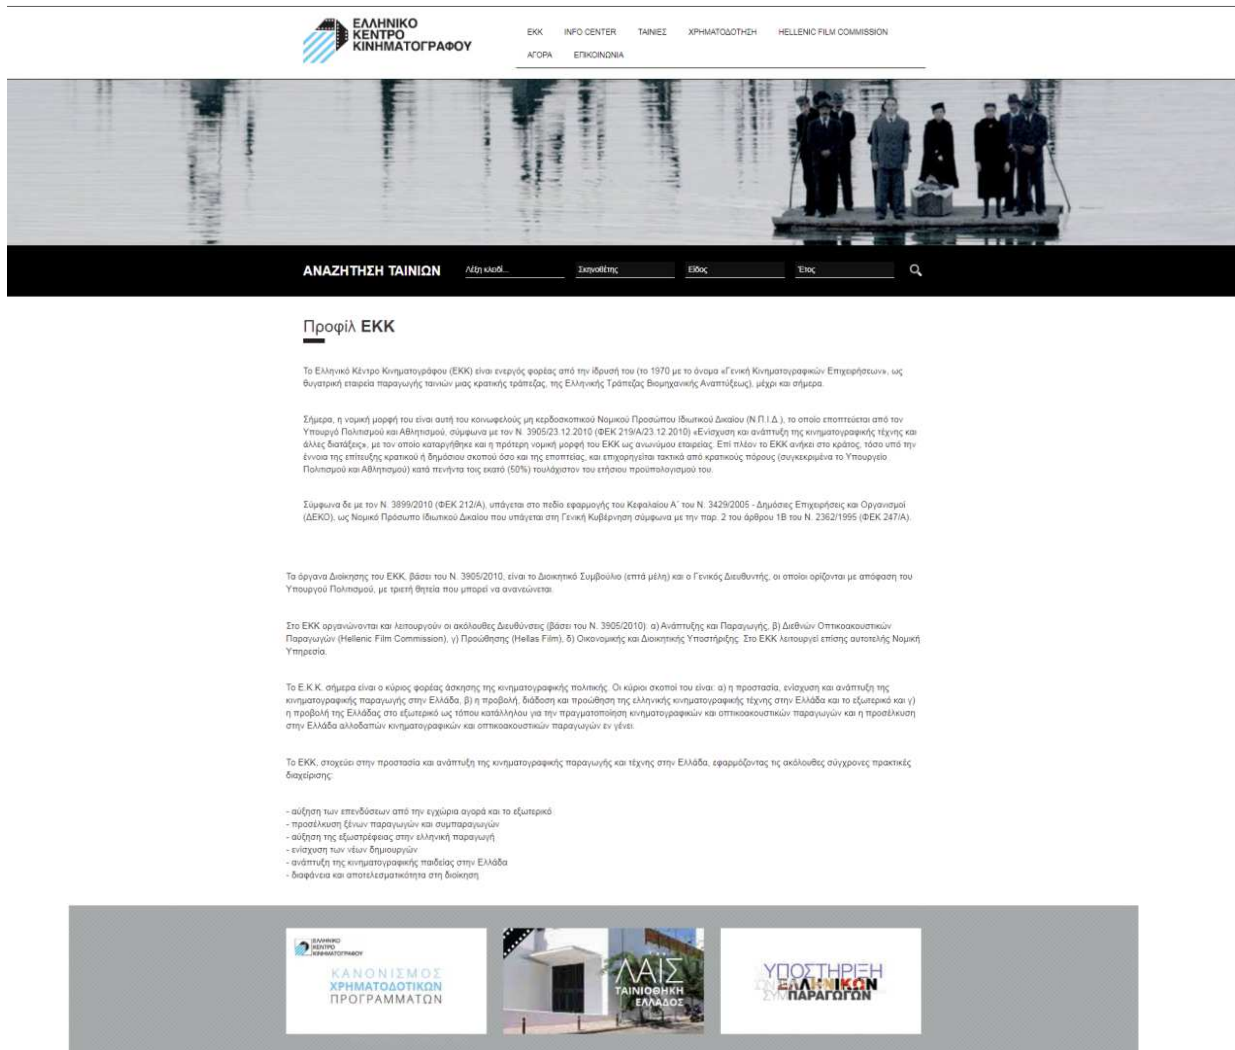 ΕΛΛΗΝΙΚΟ
ΚΕΝΤΡΟ
ΚΙΝΗΜΑΤΟΓΡΑΦΟΥ
ΕΚΚ INFO CENTER ΤΑΙΝΙΕΣ ΧΡΗΜΑΤΟΔΟΤΗΣΗ HELLENIC FILM COMMISSION
ΑΓΟΡΑ ΕΠΙΚΟΙΝΩΝΙΑ
ΑΝΑΖΗΤΗΣΗ ΤΑΙΝΙΩΝ Λέξη κλειδί... Σκηνοθέτης Είδος Έτος
Προφίλ ΕΚΚ
Το Ελληνικό Κέντρο Κινηματογράφου (ΕΚΚ) είναι ενεργός φορέας από την ίδρυσή του (το 1970 με το όνομα «Γενική Κινηματογραφικών Επιχειρήσεων», ως
θυγατρική εταιρεία παραγωγής ταινιών μιας κρατικής τράπεζας, της Ελληνικής Τράπεζας Βιομηχανικής Αναπτύξεως), μέχρι και σήμερα.
Σήμερα, η νομική μορφή του είναι αυτή του κοινωφελούς μη κερδοσκοπικού Νομικού Προσώπου Ιδιωτικού Δικαίου (Ν.Π.Ι.Δ.), το οποίο εποπτεύεται από τον
Υπουργό Πολιτισμού και Αθλητισμού, σύμφωνα με τον Ν. 3905/23.12.2010 (ΦΕΚ 219/Α/23.12.2010) «Ενίσχυση και ανάπτυξη της κινηματογραφικής τέχνης και
άλλες διατάξεις», με τον οποίο καταργήθηκε και η πρότερη νομική μορφή του ΕΚΚ ως ανωνύμου εταιρείας. Επί πλέον το ΕΚΚ ανήκει στο κράτος, τόσο υπό την
έννοια της επίτευξης κρατικού ή δημόσιου σκοπού όσο και της εποπτείας, και επιχορηγείται τακτικά από κρατικούς πόρους (συγκεκριμένα το Υπουργείο
Πολιτισμού και Αθλητισμού) κατά πενήντα τοις εκατό (50%) τουλάχιστον του ετήσιου προϋπολογισμού του.
Σύμφωνα δε με τον Ν. 3899/2010 (ΦΕΚ 212/Α), υπάγεται στο πεδίο εφαρμογής του Κεφαλαίου Α΄ του Ν. 3429/2005 - Δημόσιες Επιχειρήσεις και Οργανισμοί
(ΔΕΚΟ), ως Νομικό Πρόσωπο Ιδιωτικού Δικαίου που υπάγεται στη Γενική Κυβέρνηση σύμφωνα με την παρ. 2 του άρθρου 1Β του Ν. 2362/1995 (ΦΕΚ 247/Α).
Τα όργανα Διοίκησης του ΕΚΚ, βάσει του Ν. 3905/2010, είναι το Διοικητικό Συμβούλιο (επτά μέλη) και ο Γενικός Διευθυντής, οι οποίοι ορίζονται με απόφαση του
Υπουργού Πολιτισμού, με τριετή θητεία που μπορεί να ανανεώνεται.
Στο ΕΚΚ οργανώνονται και λειτουργούν οι ακόλουθες Διευθύνσεις (βάσει του Ν. 3905/2010): α) Ανάπτυξης και Παραγωγής, β) Διεθνών Οπτικοακουστικών
Παραγωγών (Hellenic Film Commission), γ) Προώθησης (Hellas Film), δ) Οικονομικής και Διοικητικής Υποστήριξης. Στο ΕΚΚ λειτουργεί επίσης αυτοτελής Νομική
Υπηρεσία.
Το Ε.Κ.Κ. σήμερα είναι ο κύριος φορέας άσκησης της κινηματογραφικής πολιτικής. Οι κύριοι σκοποί του είναι: α) η προστασία, ενίσχυση και ανάπτυξη της
κινηματογραφικής παραγωγής στην Ελλάδα, β) η προβολή, διάδοση και προώθηση της ελληνικής κινηματογραφικής τέχνης στην Ελλάδα και το εξωτερικό και γ)
η προβολή της Ελλάδας στο εξωτερικό ως τόπου κατάλληλου για την πραγματοποίηση κινηματογραφικών και οπτικοακουστικών παραγωγών και η προσέλκυση
στην Ελλάδα αλλοδαπών κινηματογραφικών και οπτικοακουστικών παραγωγών εν γένει.
Το ΕΚΚ, στοχεύει στην προστασία και ανάπτυξη της κινηματογραφικής παραγωγής και τέχνης στην Ελλάδα, εφαρμόζοντας τις ακόλουθες σύγχρονες πρακτικές
διαχείρισης:
- αύξηση των επενδύσεων από την εγχώρια αγορά και το εξωτερικό
- προσέλκυση ξένων παραγωγών και συμπαραγωγών
- αύξηση της εξωστρέφειας στην ελληνική παραγωγή
- ενίσχυση των νέων δημιουργών
- ανάπτυξη της κινηματογραφικής παιδείας στην Ελλάδα
- διαφάνεια και αποτελεσματικότητα στη διοίκηση
ΕΛΛΗΝΙΚΟ
ΚΕΝΤΡΟ
ΚΙΝΗΜΑΤΟΓΡΑΦΟΥ
ΚΑΝΟΝΙΣΜΟΣ
ΧΡΗΜΑΤΟΔΟΤΙΚΩΝ
ΠΡΟΓΡΑΜΜΑΤΩΝ
ΛΑΪΣ
ΤΑΙΝΙΟΘΗΚΗ
ΕΛΛΑΔΟΣ
ΥΠΟΣΤΗΡΙΞΗ
ΕΛΛΗΝΙΚΩΝ
ΣΥΜΠΑΡΑΓΩΓΩΝ